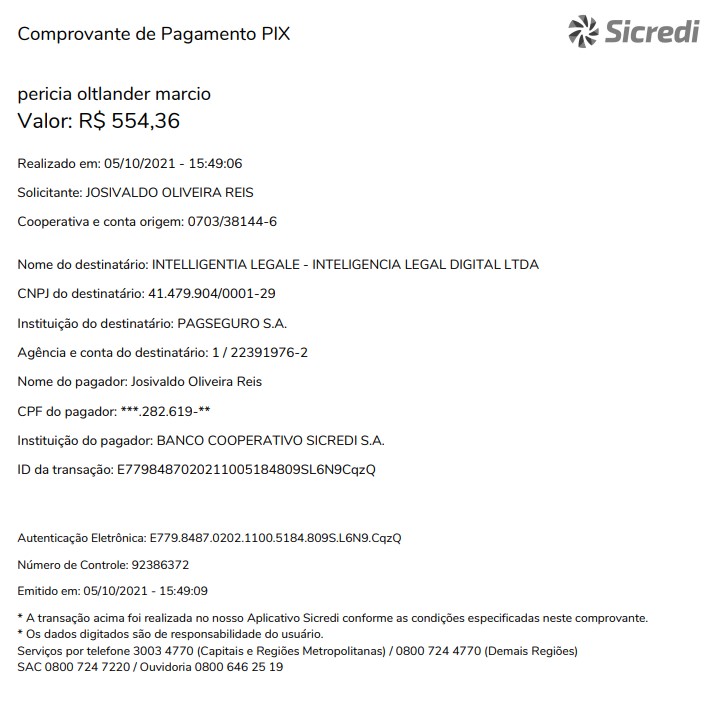 Comprovante de Pagamento PIX
Sicredi
pericia oltlander marcio
Valor: R$ 554,36
Realizado em: 05/10/2021 - 15:49:06
Solicitante: JOSIVALDO OLIVEIRA REIS
Cooperativa e conta origem: 0703/38144-6
Nome do destinatário: INTELLIGENTIA LEGALE - INTELIGENCIA LEGAL DIGITAL LTDA
CNPJ do destinatário: 41.479.904/0001-29
Instituição do destinatário: PAGSEGURO S.A.
Agência e conta do destinatário: 1 / 22391976-2
Nome do pagador: Josivaldo Oliveira Reis
CPF do pagador: ***.282.619-**
Instituição do pagador: BANCO COOPERATIVO SICREDI S.A.
ID da transação: E7798487020211005184809SL6N9CqzQ
Autenticação Eletrônica: E779.8487.0202.1100.5184.809S.L6N9.CqzQ
Número de Controle: 92386372
Emitido em: 05/10/2021 - 15:49:09
* A transação acima foi realizada no nosso Aplicativo Sicredi conforme as condições especificadas neste comprovante.
* Os dados digitados são de responsabilidade do usuário.
Serviços por telefone 3003 4770 (Capitais e Regiões Metropolitanas) / 0800 724 4770 (Demais Regiões)
SAC 0800 724 7220 / Ouvidoria 0800 646 25 19